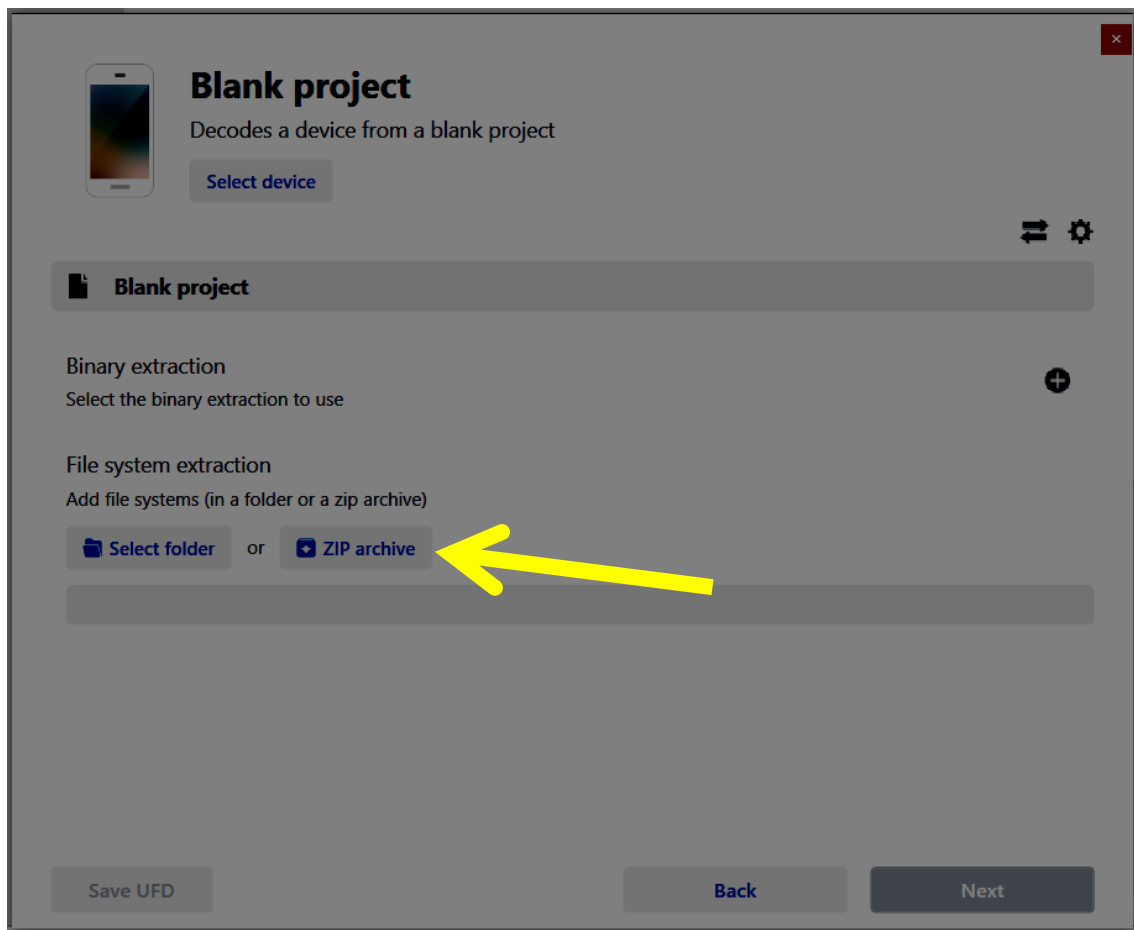 Blank project
Decodes a device from a blank project
Select device
Blank project
Binary extraction
Select the binary extraction to use
File system extraction
Add file systems (in a folder or a zip archive)
Select folder or ZIP archive
Save UFD Back Next